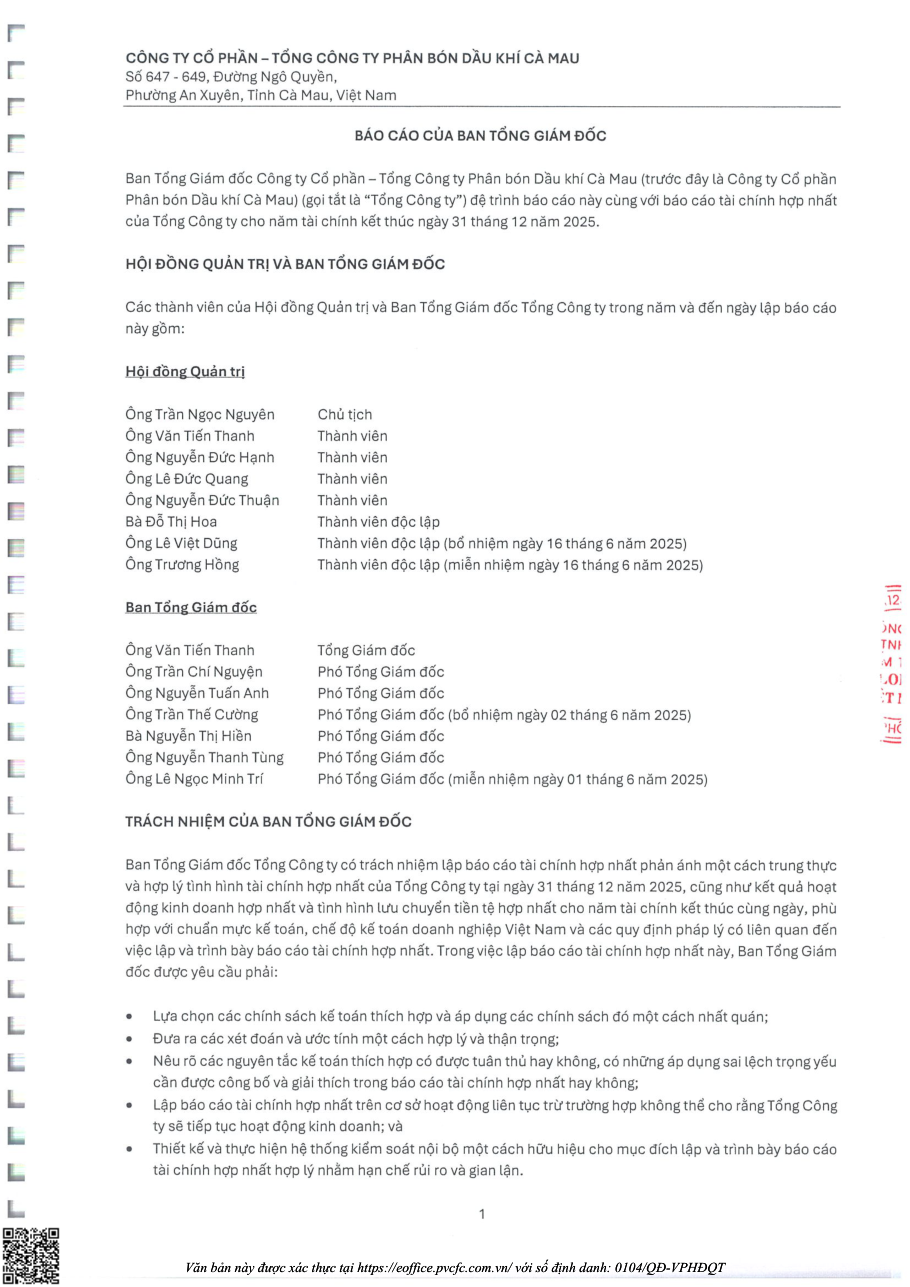 CÔNG TY CỔ PHẦN – TỔNG CÔNG TY PHÂN BÓN DẦU KHÍ CÀ MAU
Số 647 - 649, Đường Ngô Quyền,
Phường An Xuyên, Tỉnh Cà Mau, Việt Nam
BÁO CÁO CỦA BAN TỔNG GIÁM ĐỐC
Ban Tổng Giám đốc Công ty Cổ phần – Tổng Công ty Phân bón Dầu khí Cà Mau (trước đây là Công ty Cổ phần
Phân bón Dầu khí Cà Mau) (gọi tắt là “Tổng Công ty”) đệ trình báo cáo này cùng với báo cáo tài chính hợp nhất
của Tổng Công ty cho năm tài chính kết thúc ngày 31 tháng 12 năm 2025.
HỘI ĐỒNG QUẢN TRỊ VÀ BAN TỔNG GIÁM ĐỐC
Các thành viên của Hội đồng Quản trị và Ban Tổng Giám đốc Tổng Công ty trong năm và đến ngày lập báo cáo
này gồm:
Hội đồng Quản trị
Ông Trần Ngọc Nguyên Chủ tịch
Ông Văn Tiến Thanh Thành viên
Ông Nguyễn Đức Hạnh Thành viên
Ông Lê Đức Quang Thành viên
Ông Nguyễn Đức Thuận Thành viên
Bà Đỗ Thị Hoa Thành viên độc lập
Ông Lê Việt Dũng Thành viên độc lập (bổ nhiệm ngày 16 tháng 6 năm 2025)
Ông Trương Hồng Thành viên độc lập (miễn nhiệm ngày 16 tháng 6 năm 2025)
Ban Tổng Giám đốc
Ông Văn Tiến Thanh Tổng Giám đốc
Ông Trần Chí Nguyện Phó Tổng Giám đốc
Ông Nguyễn Tuấn Anh Phó Tổng Giám đốc
Ông Trần Thế Cường Phó Tổng Giám đốc (bổ nhiệm ngày 02 tháng 6 năm 2025)
Bà Nguyễn Thị Hiền Phó Tổng Giám đốc
Ông Nguyễn Thanh Tùng Phó Tổng Giám đốc
Ông Lê Ngọc Minh Trí Phó Tổng Giám đốc (miễn nhiệm ngày 01 tháng 6 năm 2025)
TRÁCH NHIỆM CỦA BAN TỔNG GIÁM ĐỐC
Ban Tổng Giám đốc Tổng Công ty có trách nhiệm lập báo cáo tài chính hợp nhất phản ánh một cách trung thực
và hợp lý tình hình tài chính hợp nhất của Tổng Công ty tại ngày 31 tháng 12 năm 2025, cũng như kết quả hoạt
động kinh doanh hợp nhất và tình hình lưu chuyển tiền tệ hợp nhất cho năm tài chính kết thúc cùng ngày, phù
hợp với chuẩn mực kế toán, chế độ kế toán doanh nghiệp Việt Nam và các quy định pháp lý có liên quan đến
việc lập và trình bày báo cáo tài chính hợp nhất. Trong việc lập báo cáo tài chính hợp nhất này, Ban Tổng Giám
đốc được yêu cầu phải:
• Lựa chọn các chính sách kế toán thích hợp và áp dụng các chính sách đó một cách nhất quán;
• Đưa ra các xét đoán và ước tính một cách hợp lý và thận trọng;
• Nêu rõ các nguyên tắc kế toán thích hợp có được tuân thủ hay không, có những áp dụng sai lệch trọng yếu
cần được công bố và giải thích trong báo cáo tài chính hợp nhất hay không;
• Lập báo cáo tài chính hợp nhất trên cơ sở hoạt động liên tục trừ trường hợp không thể cho rằng Tổng Công
ty sẽ tiếp tục hoạt động kinh doanh; và
• Thiết kế và thực hiện hệ thống kiểm soát nội bộ một cách hữu hiệu cho mục đích lập và trình bày báo cáo
tài chính hợp nhất hợp lý nhằm hạn chế rủi ro và gian lận.
1
Văn bản này được xác thực tại https://eoffice.pvcfc.com.vn/ với số định danh: 0104/QĐ-VPHĐQT